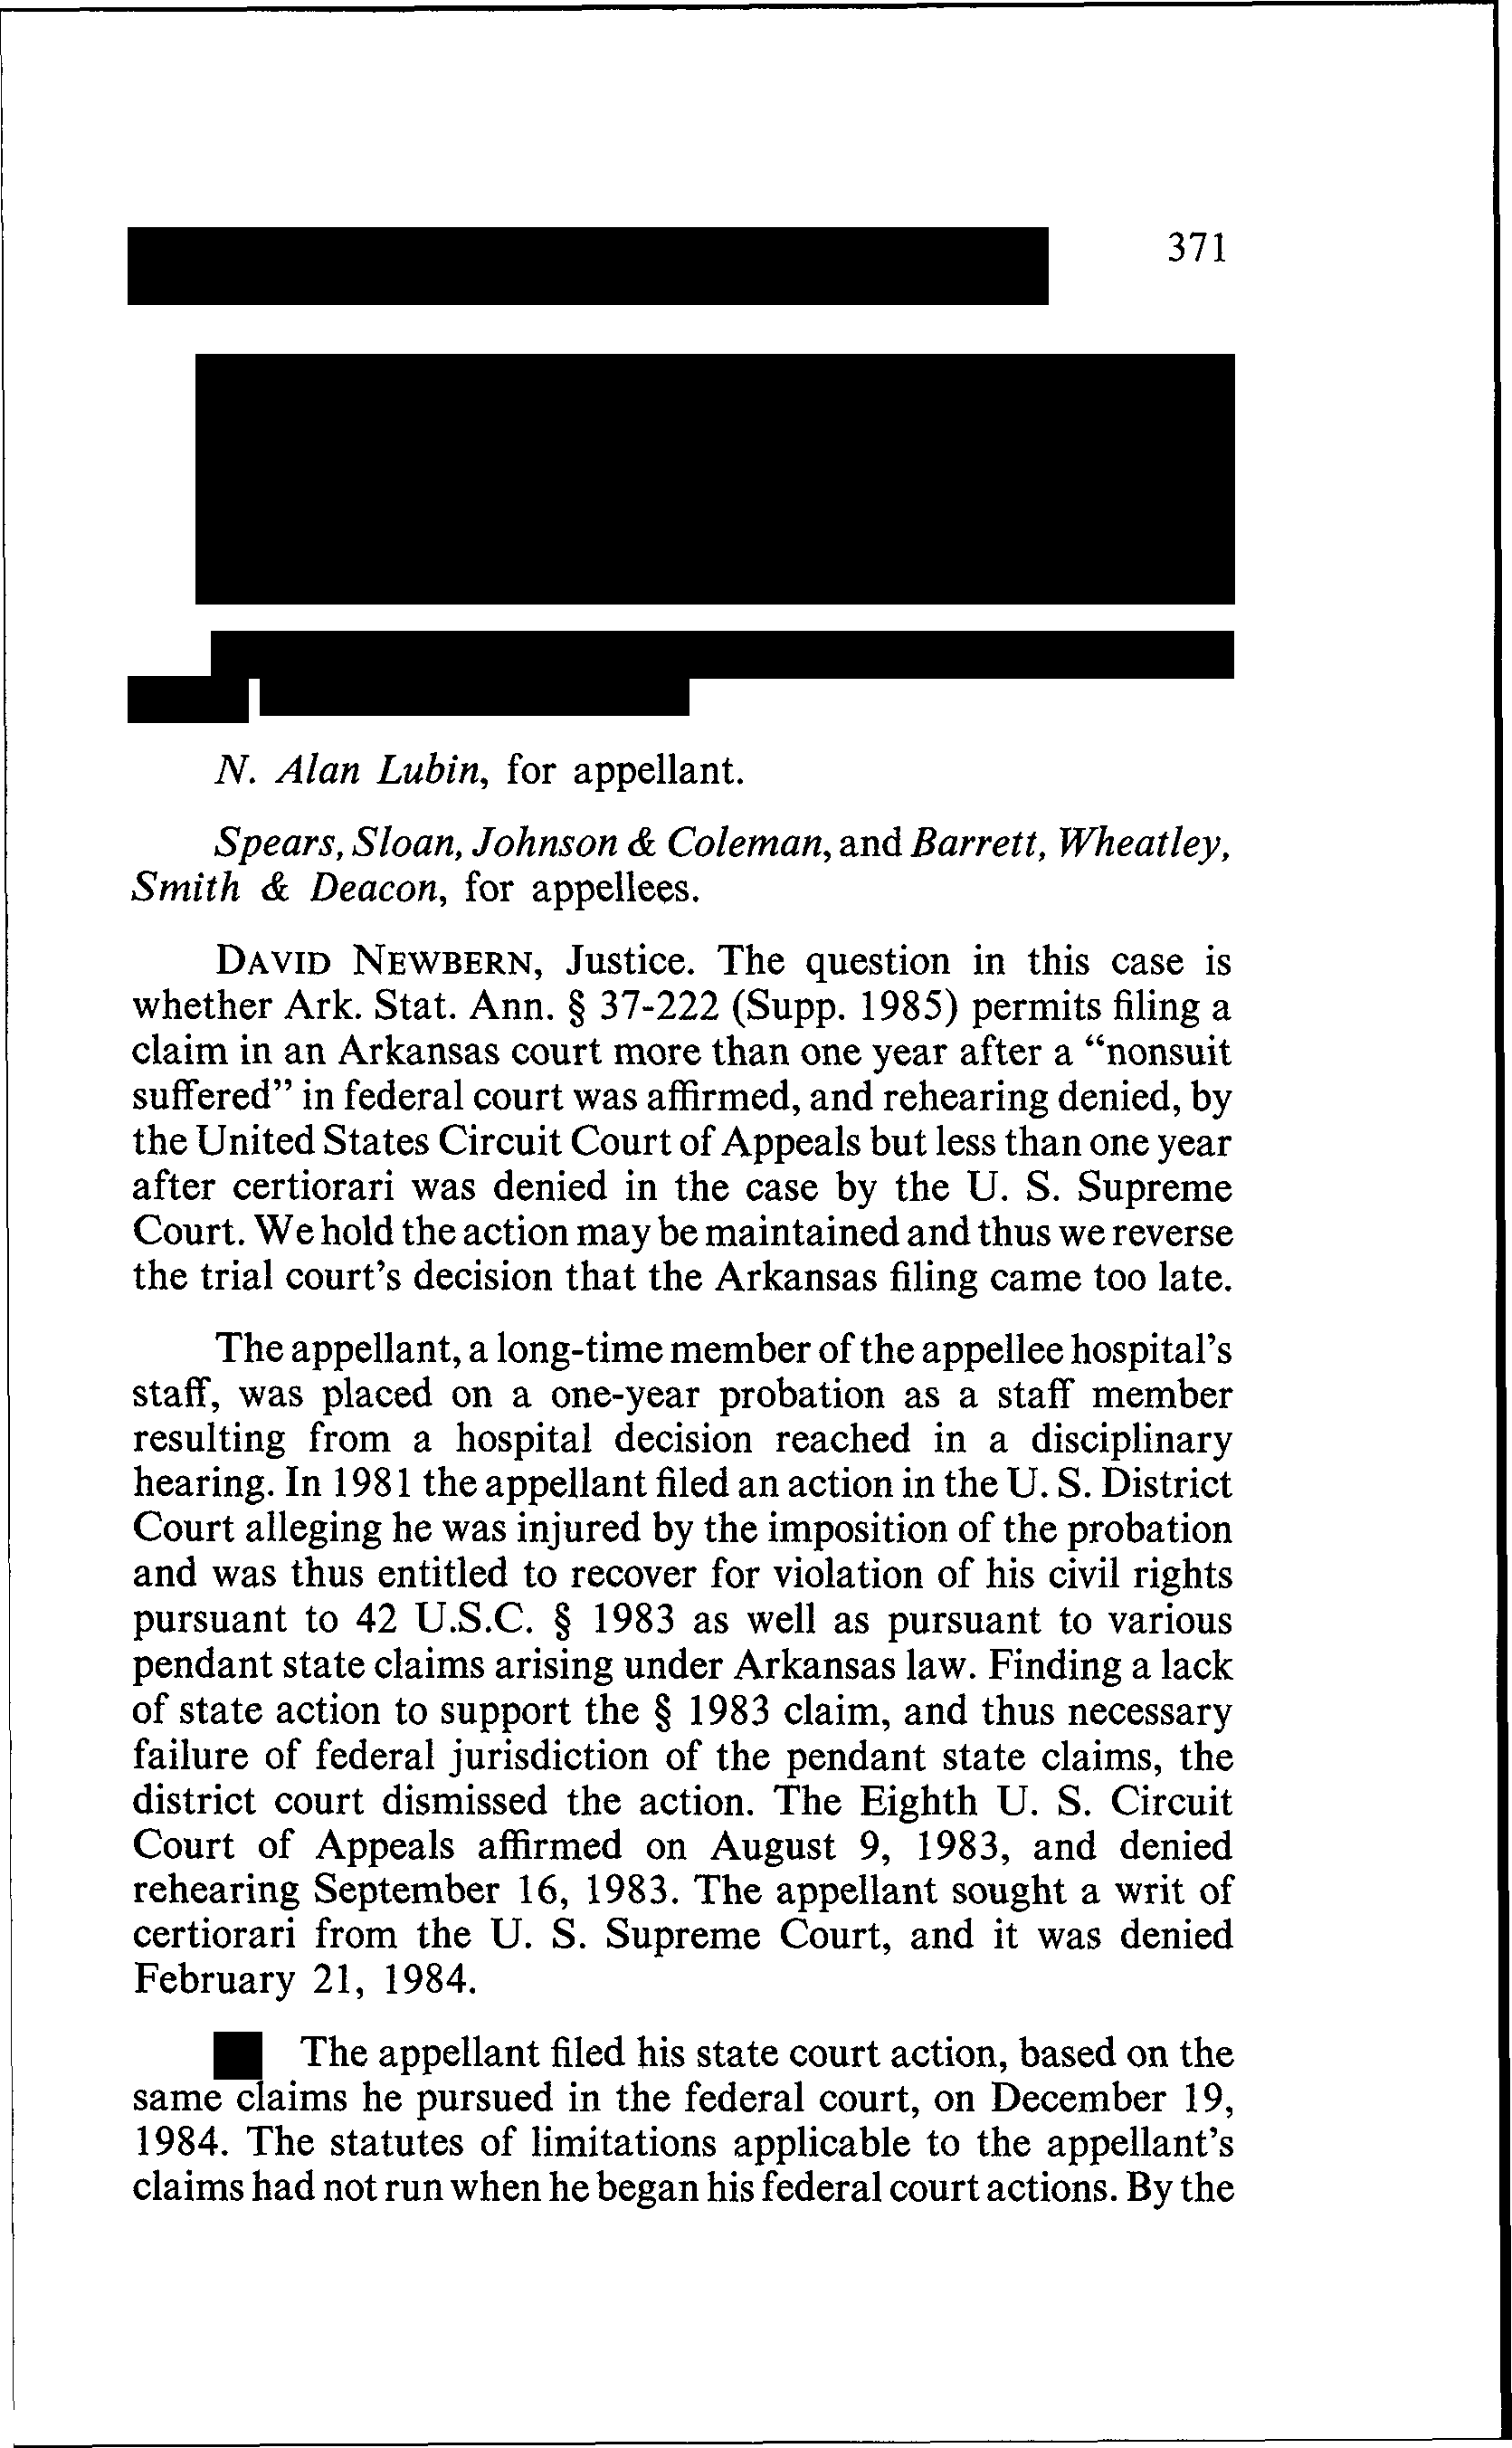 371
N. Alan Lubin, for appellant.
Spears, Sloan, Johnson & Coleman, and Barrett, Wheatley,
Smith & Deacon, for appellees.
DAVID NEWBERN, Justice. The question in this case is
whether Ark. Stat. Ann. § 37-222 (Supp. 1985) permits filing a
claim in an Arkansas court more than one year after a “nonsuit
suffered” in federal court was affirmed, and rehearing denied, by
the United States Circuit Court of Appeals but less than one year
after certiorari was denied in the case by the U. S. Supreme
Court. We hold the action may be maintained and thus we reverse
the trial court’s decision that the Arkansas filing came too late.
The appellant, a long-time member of the appellee hospital’s
staff, was placed on a one-year probation as a staff member
resulting from a hospital decision reached in a disciplinary
hearing. In 1981 the appellant filed an action in the U. S. District
Court alleging he was injured by the imposition of the probation
and was thus entitled to recover for violation of his civil rights
pursuant to 42 U.S.C. § 1983 as well as pursuant to various
pendant state claims arising under Arkansas law. Finding a lack
of state action to support the § 1983 claim, and thus necessary
failure of federal jurisdiction of the pendant state claims, the
district court dismissed the action. The Eighth U. S. Circuit
Court of Appeals affirmed on August 9, 1983, and denied
rehearing September 16, 1983. The appellant sought a writ of
certiorari from the U. S. Supreme Court, and it was denied
February 21, 1984.
The appellant filed his state court action, based on the
same claims he pursued in the federal court, on December 19,
1984. The statutes of limitations applicable to the appellant’s
claims had not run when he began his federal court actions. By the